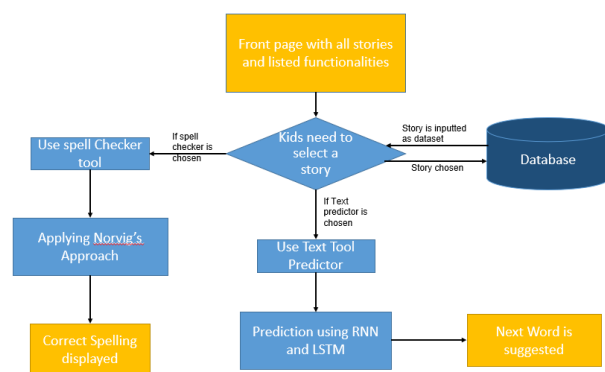 Front page with all stories
and listed functionalities
If spell
checker is
chosen
Kids need to
select a
story
Story is inputted
as dataset
Story chosen
Database
Use spell Checker
tool
If Text
predictor is
chosen
Applying Norvig's
Approach
Use Text Tool
Predictor
Correct Spelling
displayed
Prediction using RNN
and LSTM
Next Word is
suggested